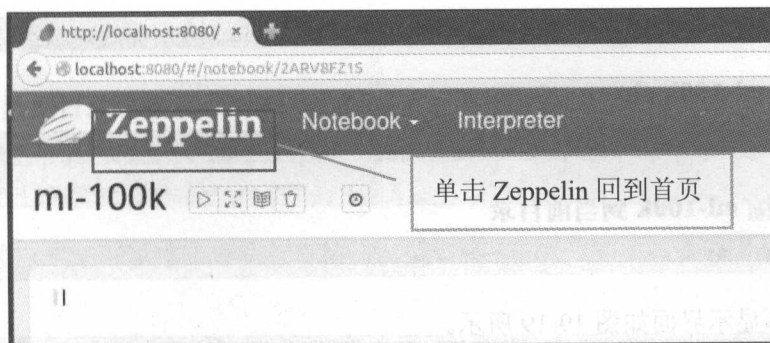 http://localhost:8080/
localhost:8080/#/notebook/2ARV8FZ1S
Zeppelin Notebook Interpreter
ml-100k
单击 Zeppelin 回到首页